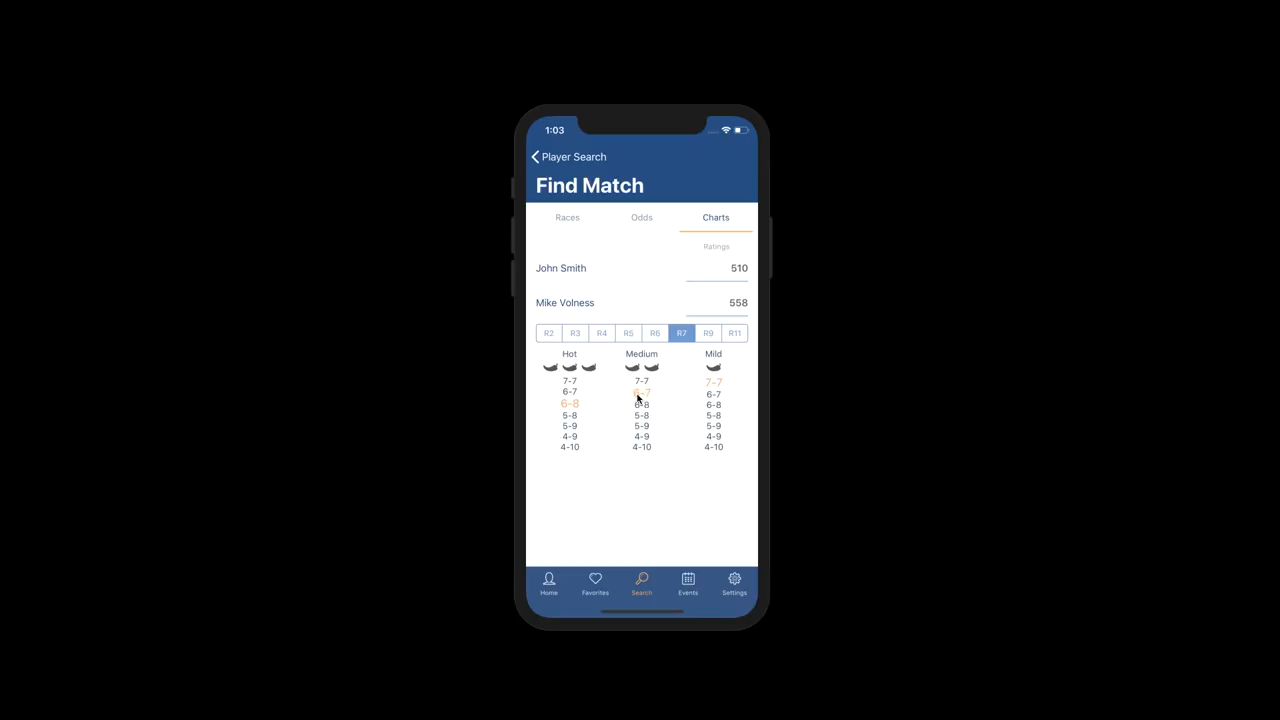 1:03
Player Search
Find Match
Races Odds Charts
Ratings
John Smith 510
Mike Volness 558
R2 R3 R4 R5 R6 R7 R9 R11
Hot Medium Mild
7-7 7-7 7-7
6-7 6-7 6-7
6-8 6-8 6-8
5-8 5-8 5-8
5-9 5-9 5-9
4-9 4-9 4-9
4-10 4-10 4-10
Home Favorites Search Events Settings